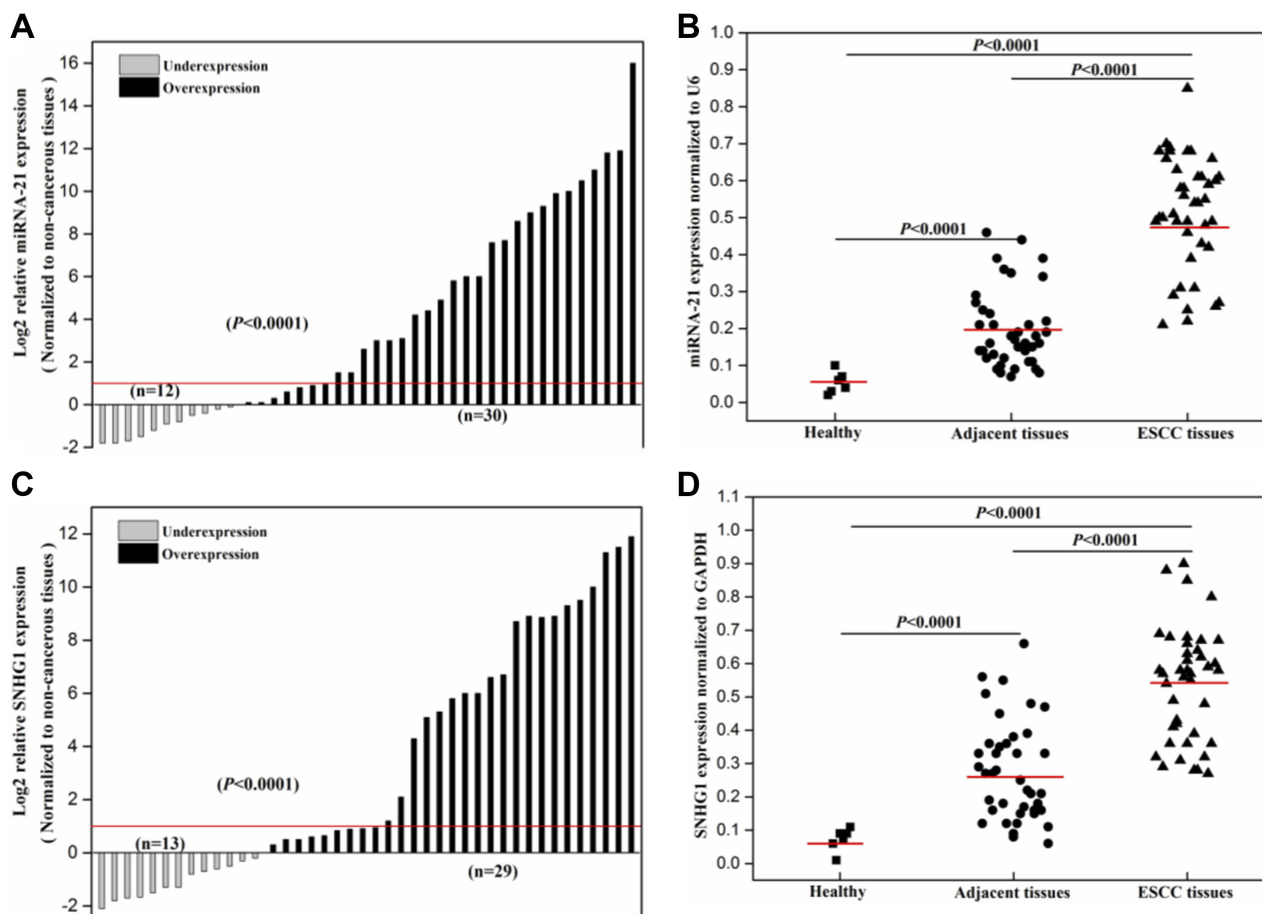 A
Log2 relative miRNA-21 expression
( Normalized to non-cancerous tissues )
16
14
12
10
8
6
4
2
0
-2
Underexpression
Overexpression
(P<0.0001)
(n=12)
(n=30)
B
miRNA-21 expression normalized to U6
1.0
0.9
0.8
0.7
0.6
0.5
0.4
0.3
0.2
0.1
0.0
P<0.0001
P<0.0001
P<0.0001
Healthy
Adjacent tissues
ESCC tissues
C
Log2 relative SNHG1 expression
( Normalized to non-cancerous tissues )
12
10
8
6
4
2
0
-2
Underexpression
Overexpression
(P<0.0001)
(n=13)
(n=29)
D
SNHG1 expression normalized to GAPDH
1.1
1.0
0.9
0.8
0.7
0.6
0.5
0.4
0.3
0.2
0.1
0.0
P<0.0001
P<0.0001
P<0.0001
Healthy
Adjacent tissues
ESCC tissues